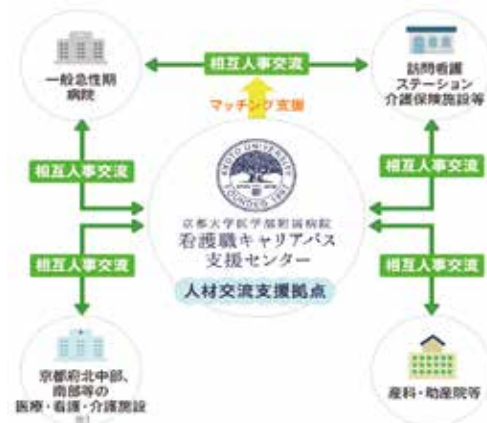 相互人事交流
一般急性期
病院
訪問看護
ステーション
介護保険施設等
マッチング支援
相互人事交流
相互人事交流
KYOTO UNIVERSITY
FOUNDED 1897
京都大学医学部附属病院
看護職キャリアパス
支援センター
人材交流支援拠点
相互人事交流
相互人事交流
京都府北中部、
南部等の
医療・看護・介護施設
産科・助産院等